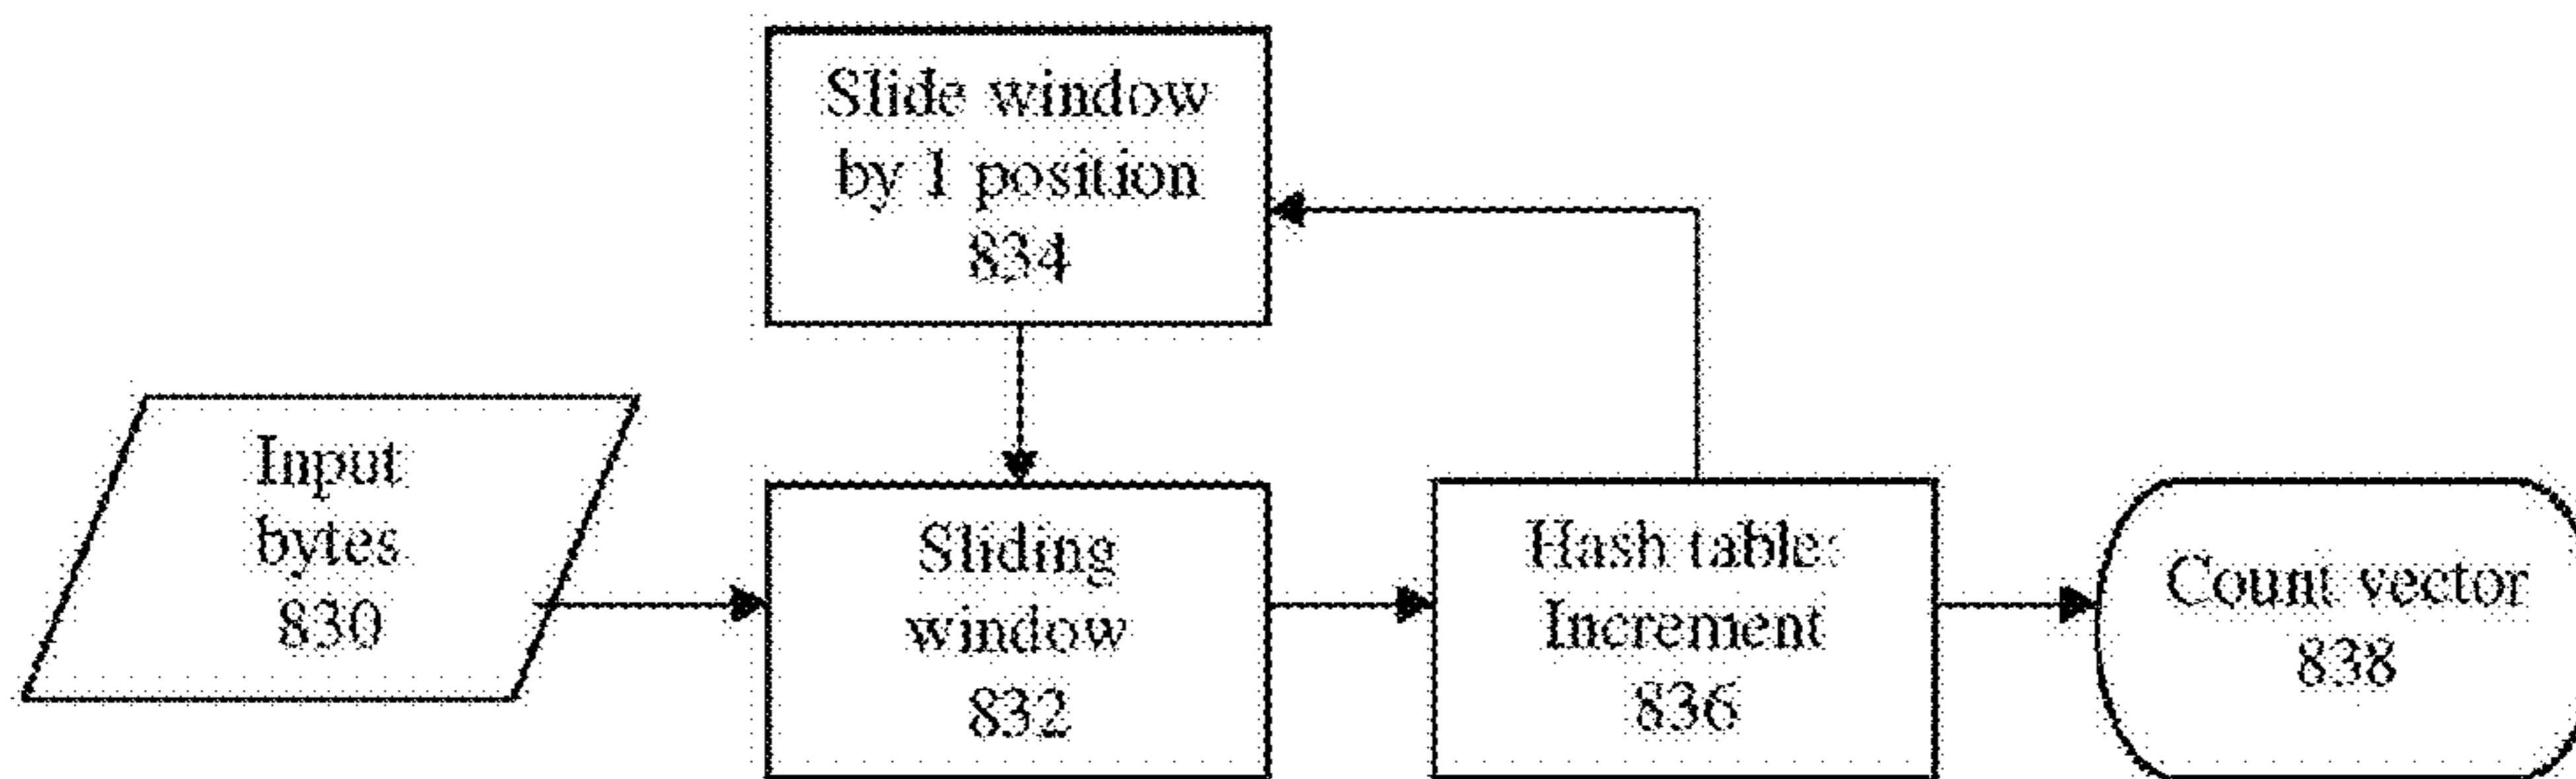 Slide window
by 1 position
834
Input
bytes
830
Sliding
window
832
Hash table:
Increment
836
Count vector
838